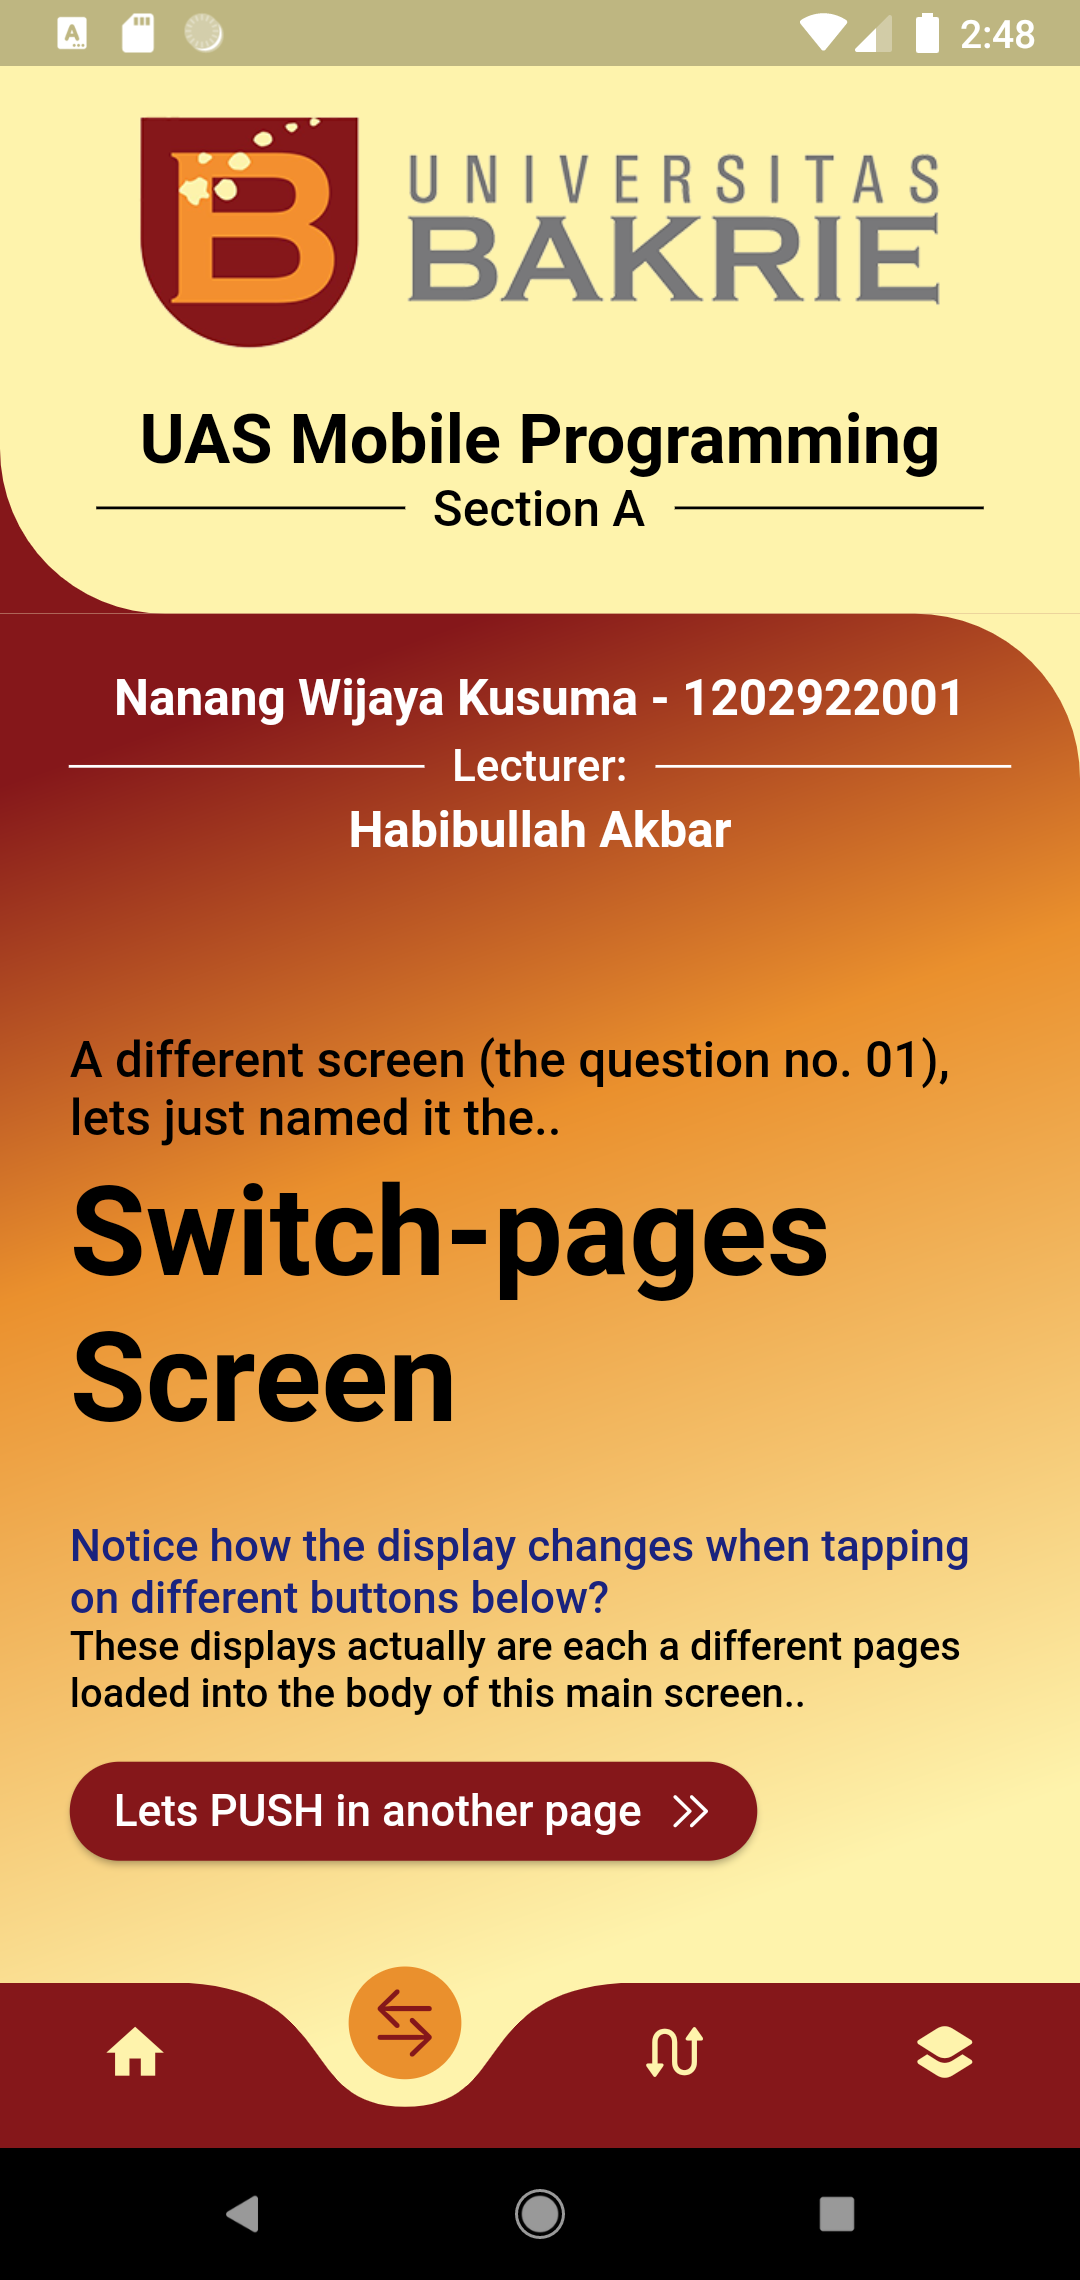 2:48
UNIVERSITAS
BAKRIE
UAS Mobile Programming
Section A
Nanang Wijaya Kusuma - 1202922001
Lecturer:
Habibullah Akbar
A different screen (the question no. 01),
lets just named it the..
Switch-pages
Screen
Notice how the display changes when tapping
on different buttons below?
These displays actually are each a different pages
loaded into the body of this main screen..
Lets PUSH in another page